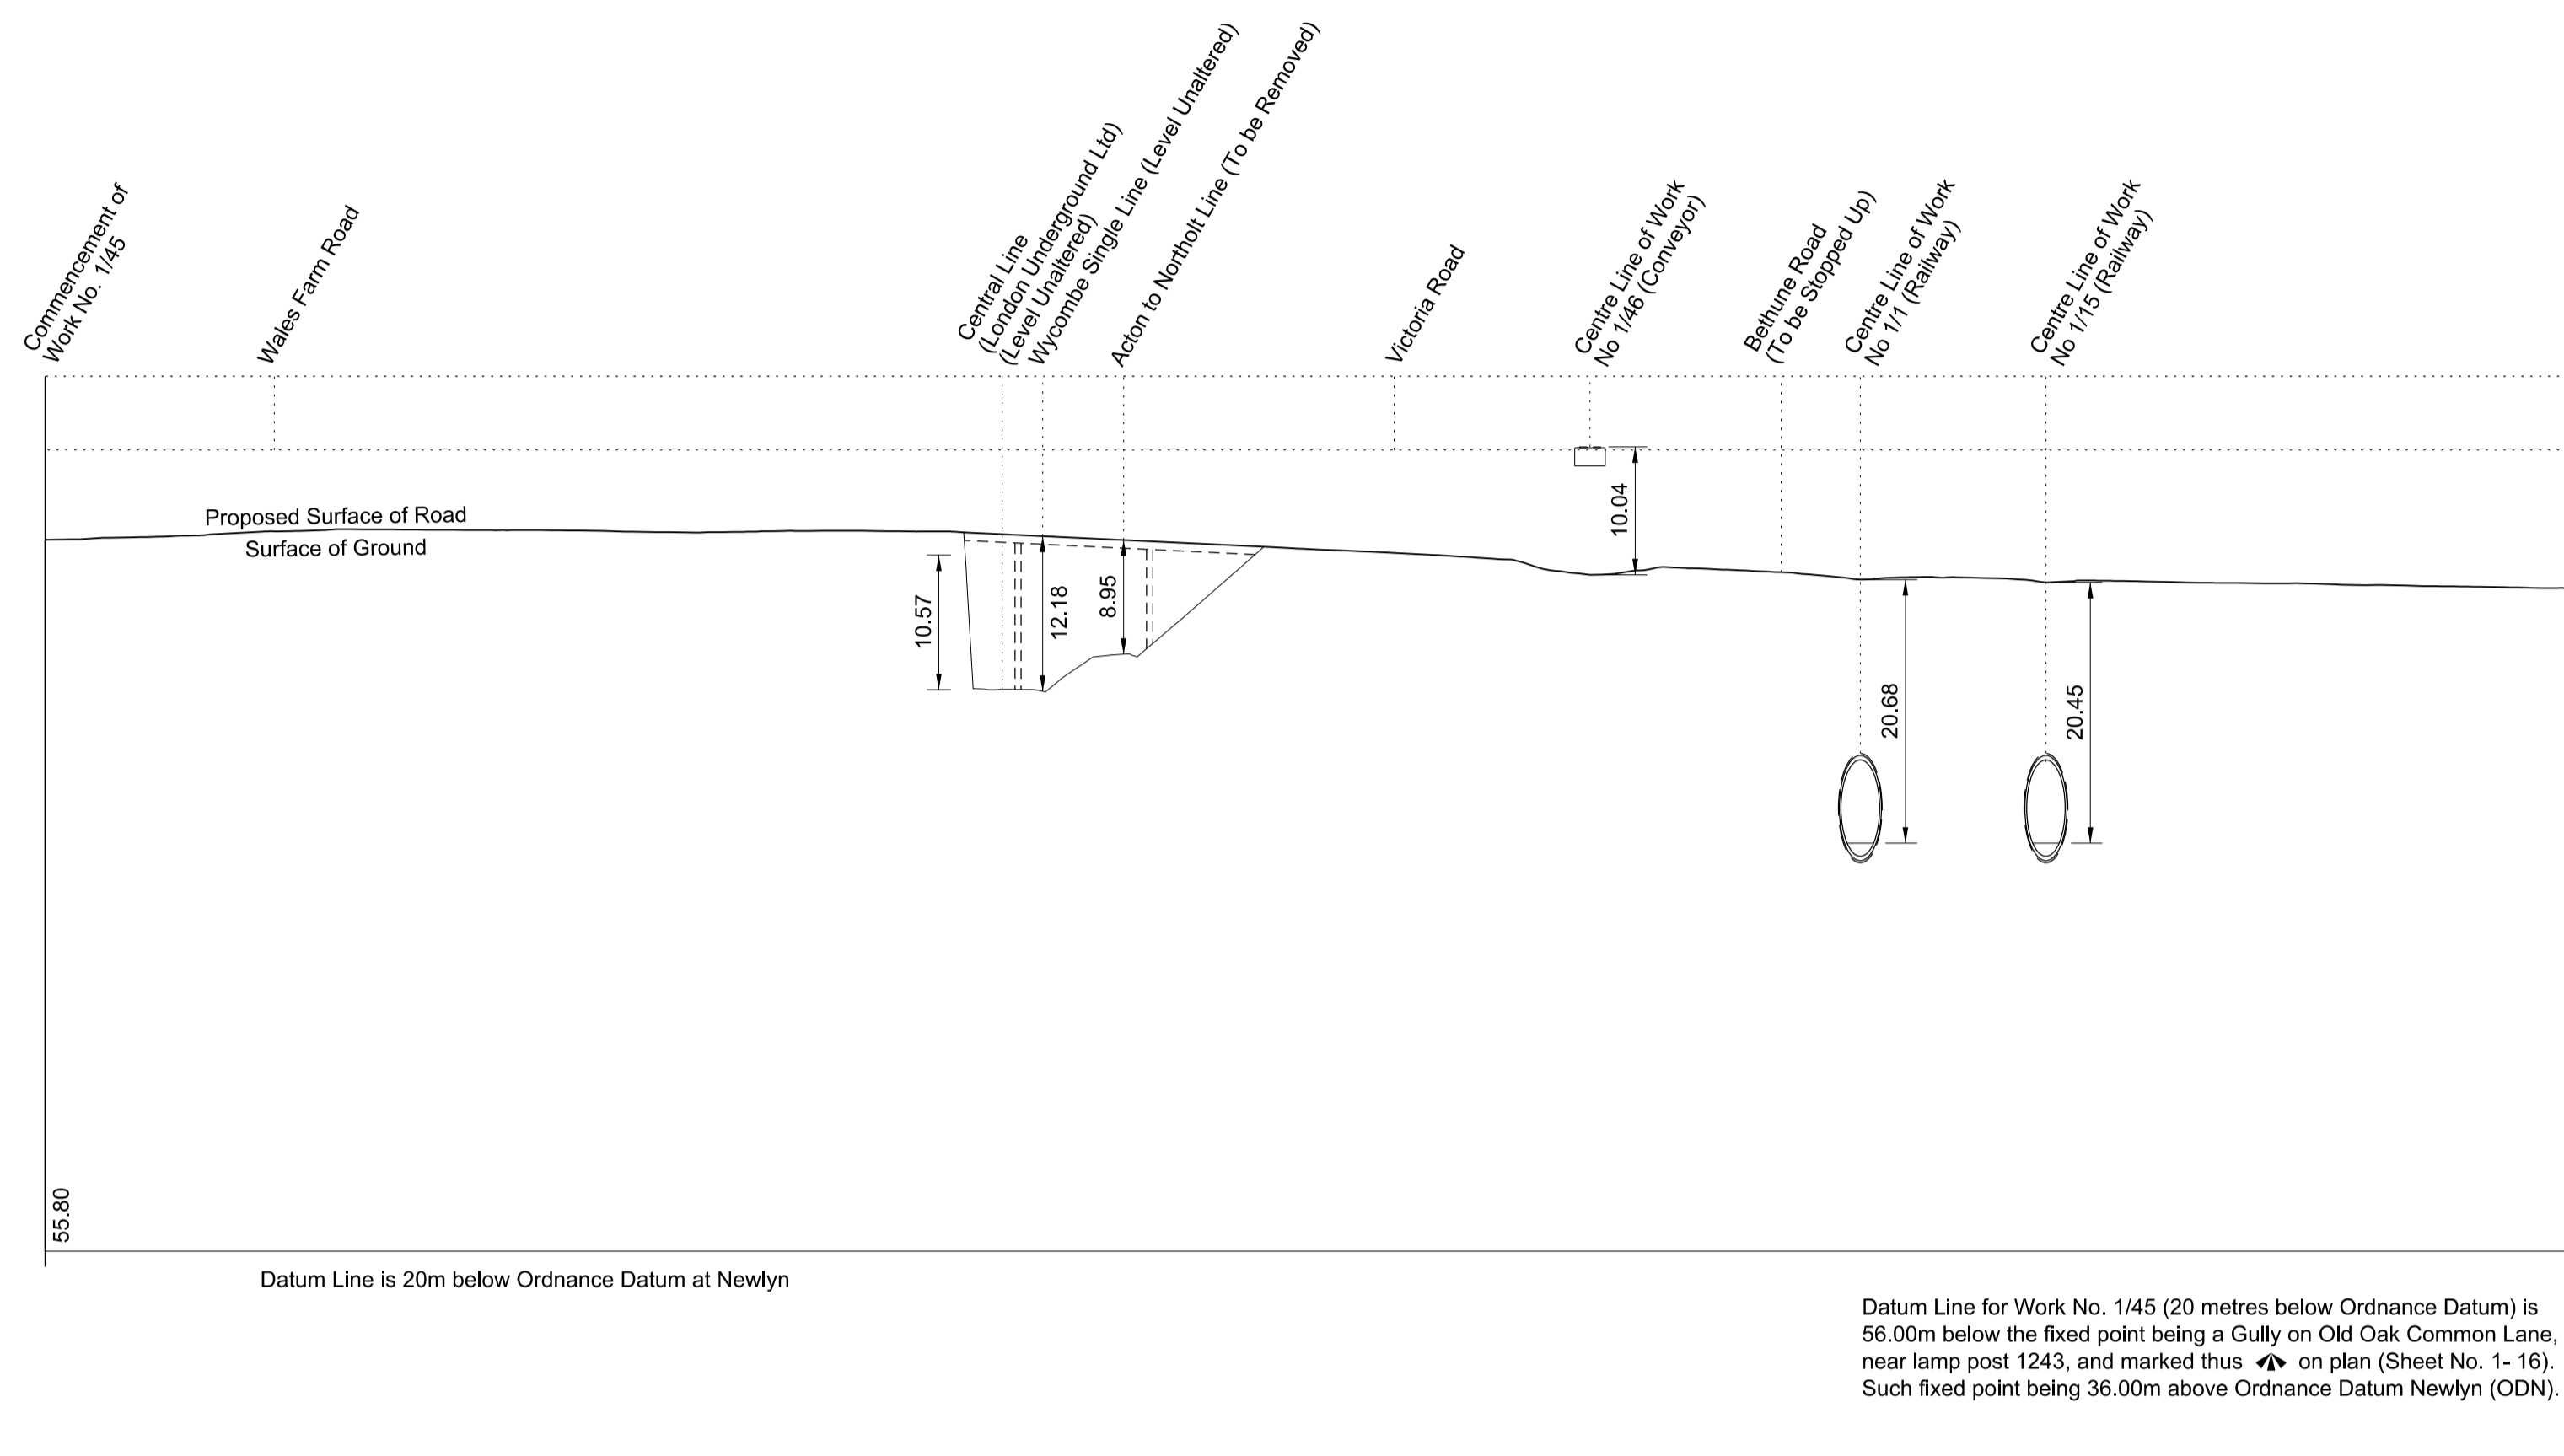 Commencement of
Work No. 1/45
Wales Farm Road
Central Line
(London Underground Ltd)
(Level Unaltered)
Wycombe Single Line (Level Unaltered)
Acton to Northolt Line (To be Removed)
Victoria Road
Centre Line of Work
No 1/46 (Conveyor)
Bethune Road
(To be Stopped Up)
Centre Line of Work
No 1/1 (Railway)
Centre Line of Work
No 1/15 (Railway)
Proposed Surface of Road
Surface of Ground
10.57
12.18
8.95
10.04
20.68
20.45
55.80
Datum Line is 20m below Ordnance Datum at Newlyn
Datum Line for Work No. 1/45 (20 metres below Ordnance Datum) is
56.00m below the fixed point being a Gully on Old Oak Common Lane,
near lamp post 1243, and marked thus on plan (Sheet No. 1- 16).
Such fixed point being 36.00m above Ordnance Datum Newlyn (ODN).